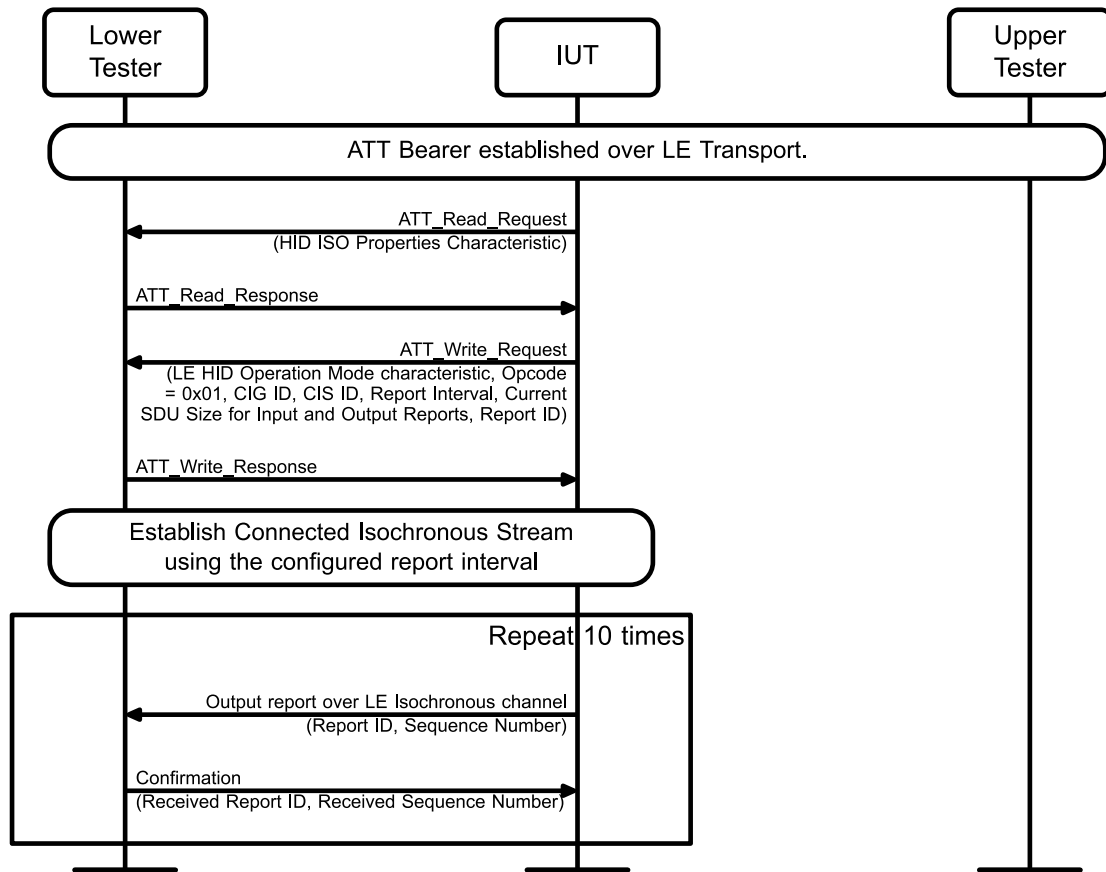 Lower
Tester
IUT
Upper
Tester
ATT Bearer established over LE Transport.
ATT_Read_Request
(HID ISO Properties Characteristic)
ATT_Read_Response
ATT_Write_Request
(LE HID Operation Mode characteristic, Opcode
= 0x01, CIG ID, CIS ID, Report Interval, Current
SDU Size for Input and Output Reports, Report ID)
ATT_Write_Response
Establish Connected Isochronous Stream
using the configured report interval
Repeat 10 times
Output report over LE Isochronous channel
(Report ID, Sequence Number)
Confirmation
(Received Report ID, Received Sequence Number)